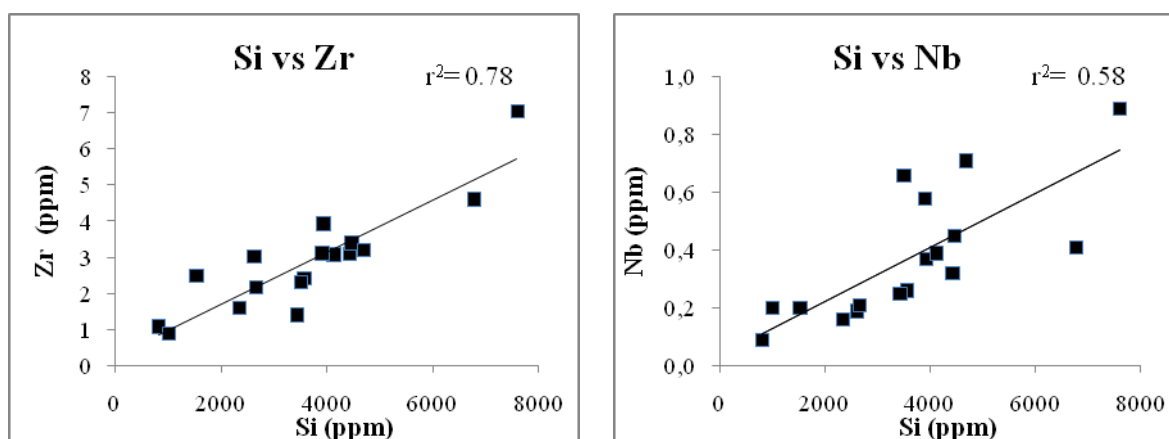 Si vs Zr
r²= 0.78
8
7
6
5
4
3
2
1
0
Zr (ppm)
0 2000 4000 6000 8000
Si (ppm)
Si vs Nb
r²= 0.58
1,0
0,8
0,6
0,4
0,2
0,0
Nb (ppm)
0 2000 4000 6000 8000
Si (ppm)